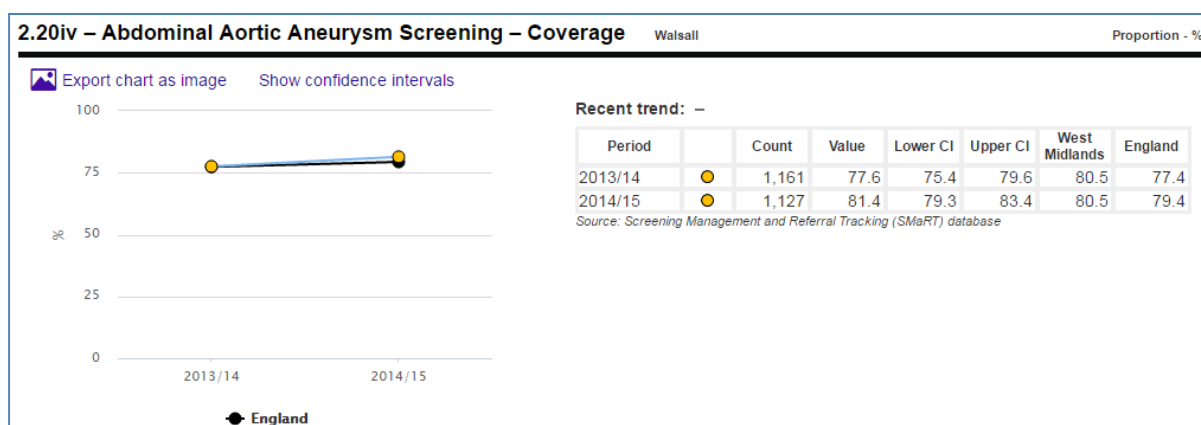 2.20iv – Abdominal Aortic Aneurysm Screening – Coverage Walsall Proportion - %
Export chart as image Show confidence intervals
100
75
50
25
0
%
2013/14 2014/15
England
Recent trend: –
Period Count Value Lower CI Upper CI West Midlands England
2013/14 1,161 77.6 75.4 79.6 80.5 77.4
2014/15 1,127 81.4 79.3 83.4 80.5 79.4
Source: Screening Management and Referral Tracking (SMaRT) database